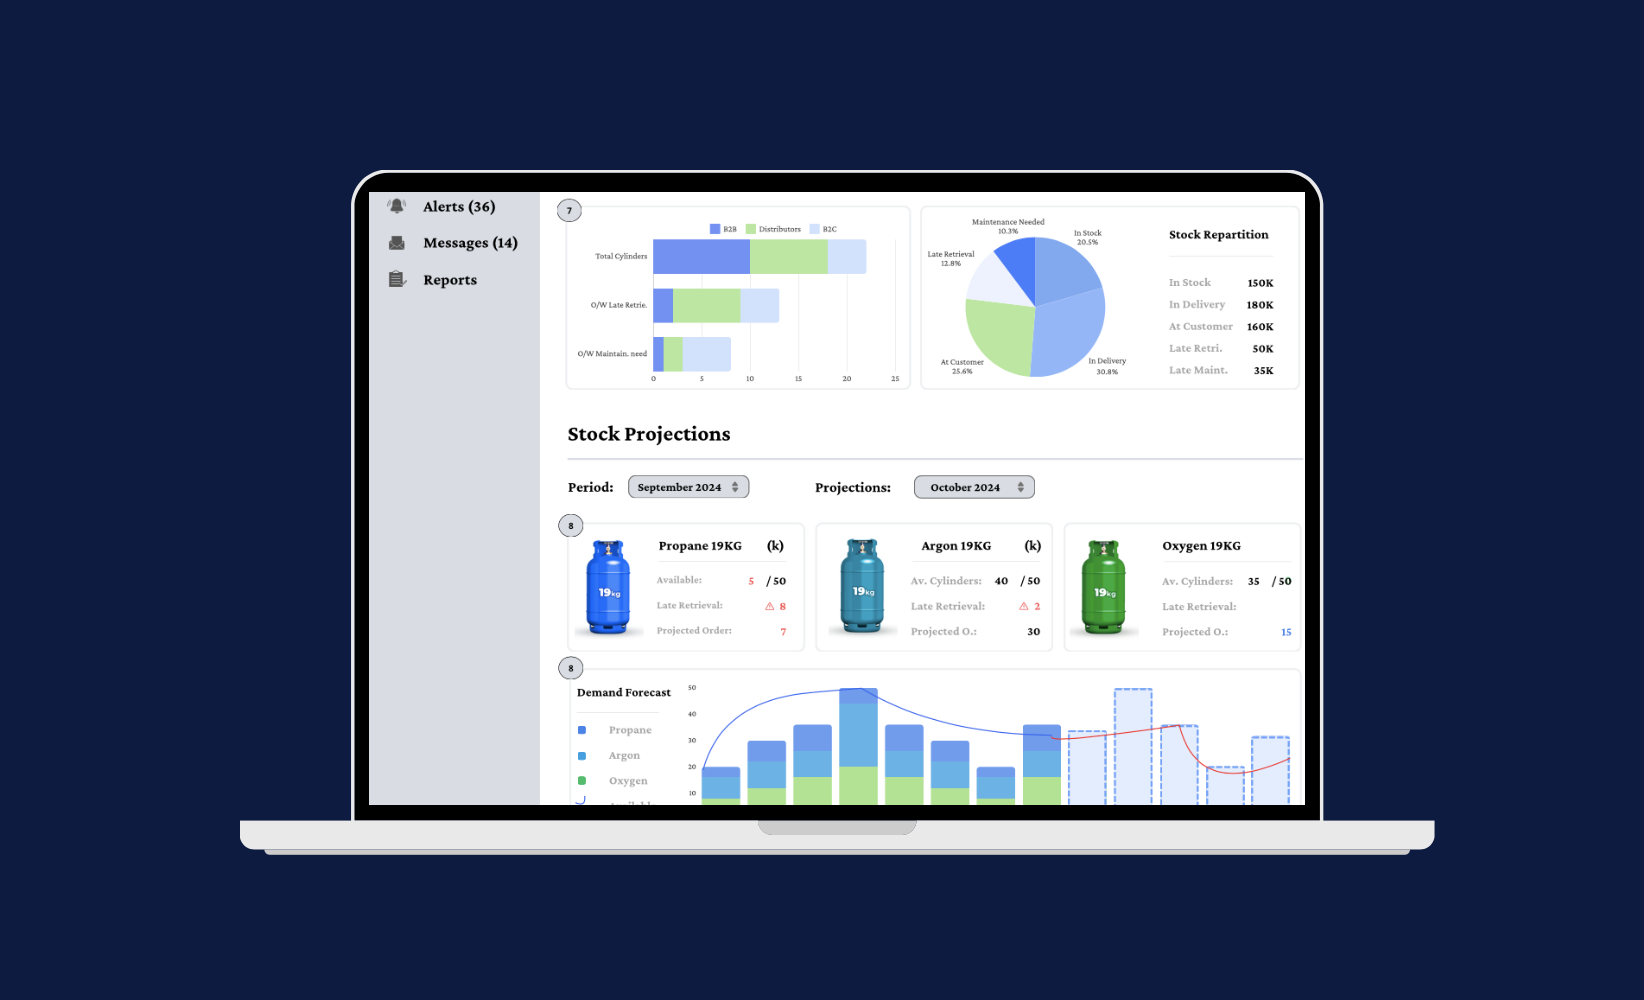 Alerts (36)
Messages (14)
Reports
7
B2B Distributors B2C
Total Cylinders
O/W Late Retrie.
O/W Maintain. need
0 5 10 15 20 25
Maintenance Needed
10.3%
In Stock
20.5%
Late Retrieval
12.8%
At Customer
25.6%
In Delivery
30.8%
Stock Repartition
In Stock 150K
In Delivery 180K
At Customer 160K
Late Retri. 50K
Late Maint. 35K
Stock Projections
Period: September 2024
Projections: October 2024
8
19kg
Propane 19KG (k)
Available: 5 / 50
Late Retrieval: 8
Projected Order: 7
19kg
Argon 19KG (k)
Av. Cylinders: 40 / 50
Late Retrieval: 2
Projected O.: 30
19kg
Oxygen 19KG
Av. Cylinders: 35 / 50
Late Retrieval:
Projected O.: 15
8
Demand Forecast
Propane
Argon
Oxygen
50
40
30
20
10